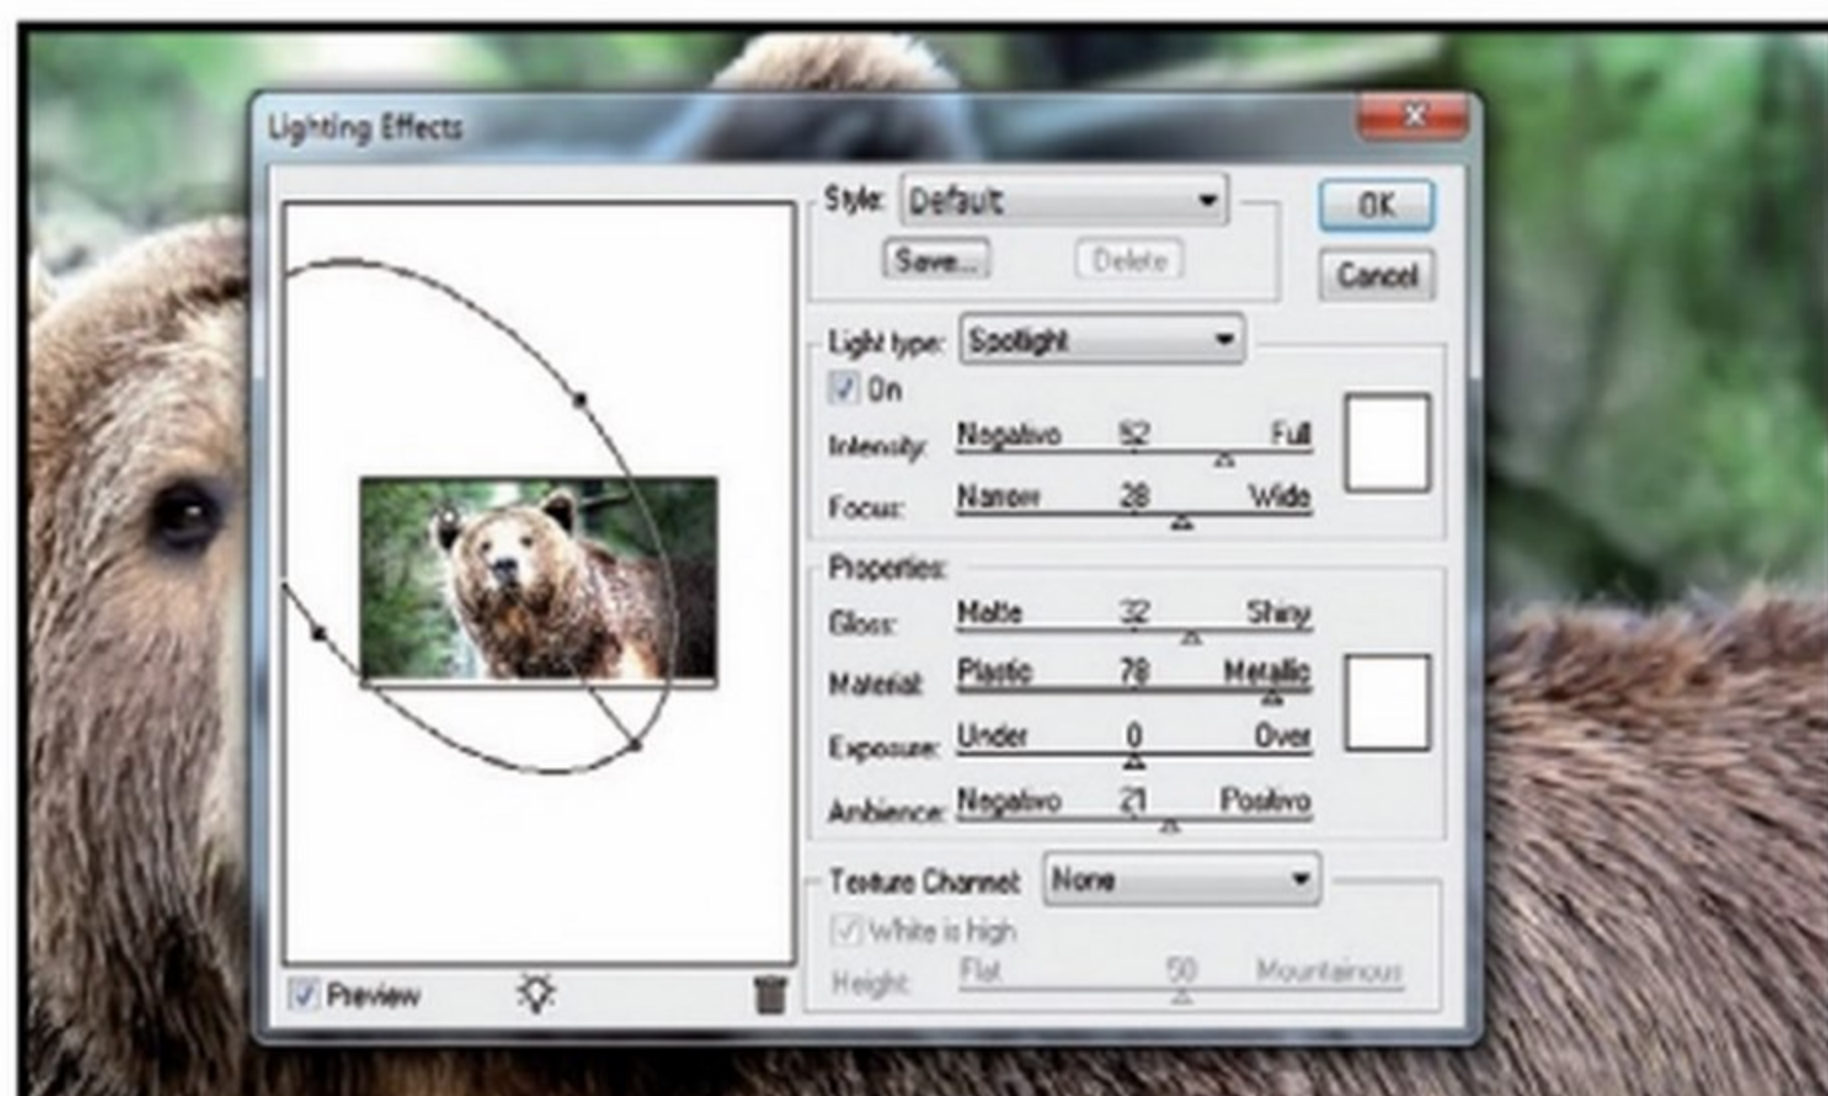 Lighting Effects
Style: Default
OK
Save... Delete
Cancel
Light type: Spotlight
On
Intensity: Negative 52 Full
Focus: Narrow 28 Wide
Properties:
Gloss: Matte 32 Shiny
Material: Plastic 78 Metallic
Exposure: Under 0 Over
Ambience: Negative 21 Positive
Texture Channel: None
White is high
Height: Flat 50 Mountainous
Preview